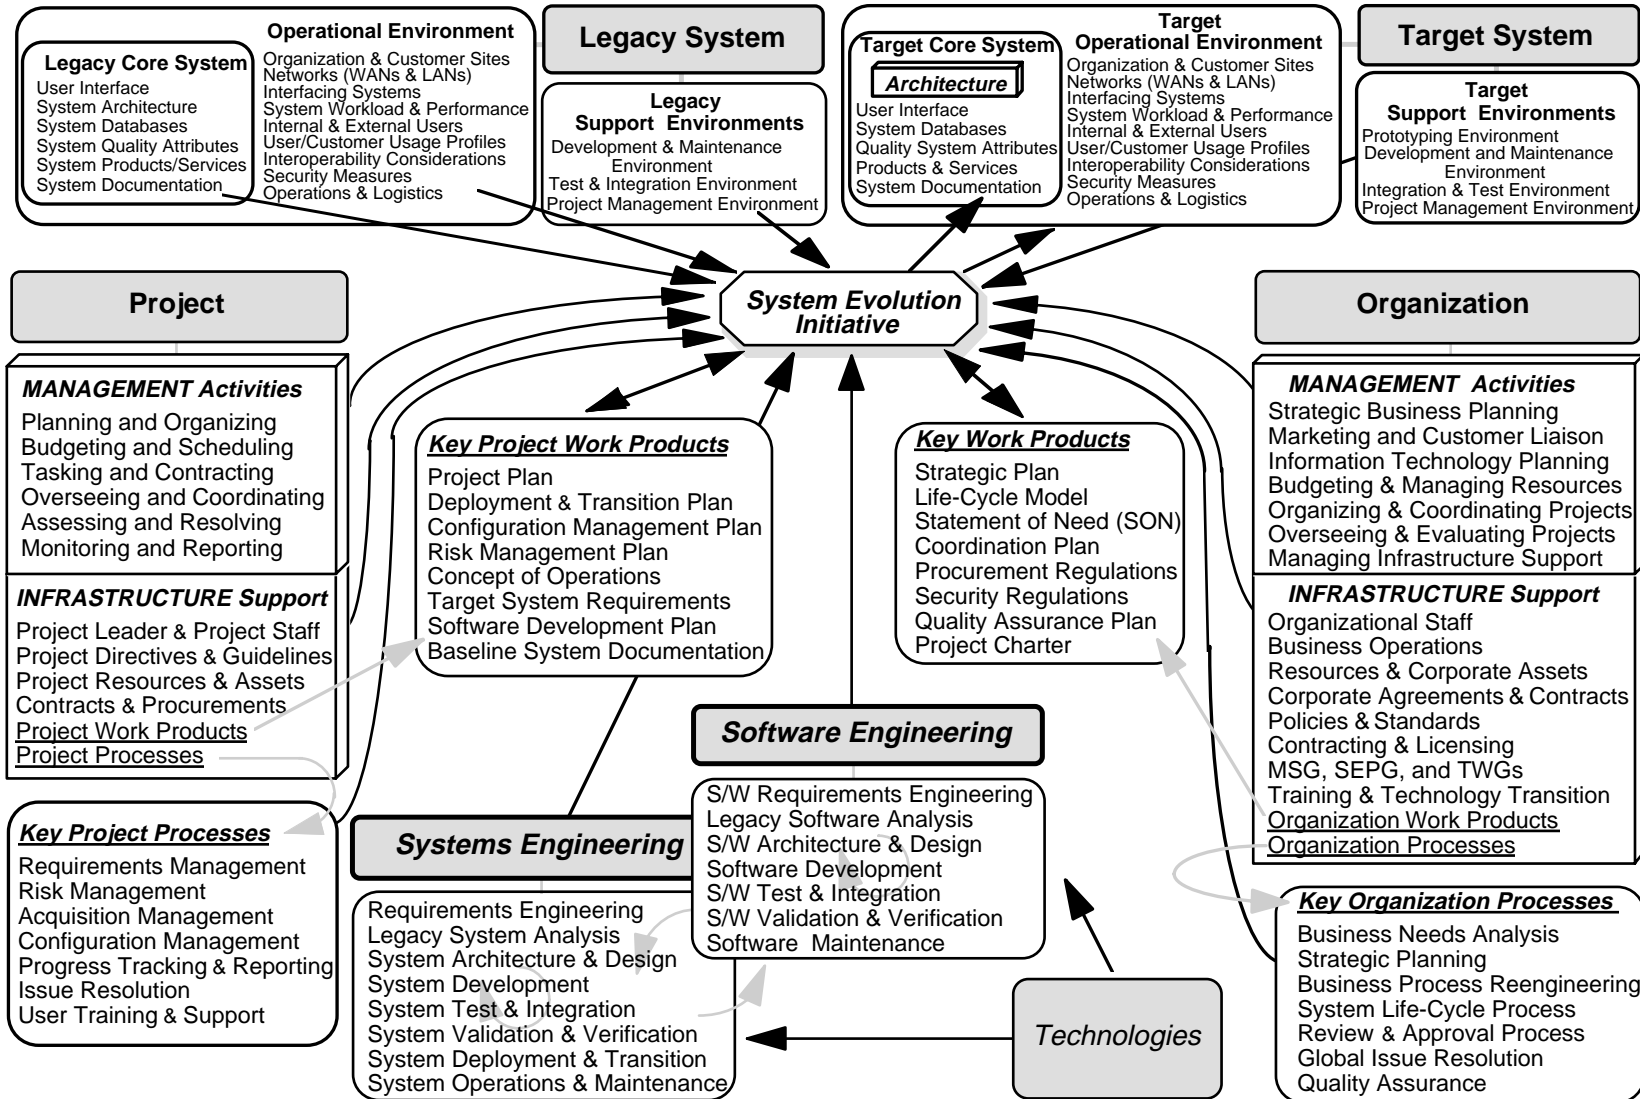 Operational Environment
Organization & Customer Sites
Networks (WANs & LANs)
Interfacing Systems
System Workload & Performance
Internal & External Users
User/Customer Usage Profiles
Interoperability Considerations
Security Measures
Operations & Logistics
Legacy Core System
User Interface
System Architecture
System Databases
System Quality Attributes
System Products/Services
System Documentation
Legacy System
Legacy
Support Environments
Development & Maintenance
Environment
Test & Integration Environment
Project Management Environment
Target Core System
Architecture
User Interface
System Databases
Quality System Attributes
Products & Services
System Documentation
Target
Operational Environment
Organization & Customer Sites
Networks (WANs & LANs)
Interfacing Systems
System Workload & Performance
Internal & External Users
User/Customer Usage Profiles
Interoperability Considerations
Security Measures
Operations & Logistics
Target System
Target
Support Environments
Prototyping Environment
Development and Maintenance
Environment
Integration & Test Environment
Project Management Environment
System Evolution
Initiative
Project
MANAGEMENT Activities
Planning and Organizing
Budgeting and Scheduling
Tasking and Contracting
Overseeing and Coordinating
Assessing and Resolving
Monitoring and Reporting
INFRASTRUCTURE Support
Project Leader & Project Staff
Project Directives & Guidelines
Project Resources & Assets
Contracts & Procurements
Project Work Products
Project Processes
Key Project Processes
Requirements Management
Risk Management
Acquisition Management
Configuration Management
Progress Tracking & Reporting
Issue Resolution
User Training & Support
Key Project Work Products
Project Plan
Deployment & Transition Plan
Configuration Management Plan
Risk Management Plan
Concept of Operations
Target System Requirements
Software Development Plan
Baseline System Documentation
Key Work Products
Strategic Plan
Life-Cycle Model
Statement of Need (SON)
Coordination Plan
Procurement Regulations
Security Regulations
Quality Assurance Plan
Project Charter
Software Engineering
S/W Requirements Engineering
Legacy Software Analysis
S/W Architecture & Design
Software Development
S/W Test & Integration
S/W Validation & Verification
Software Maintenance
Systems Engineering
Requirements Engineering
Legacy System Analysis
System Architecture & Design
System Development
System Test & Integration
System Validation & Verification
System Deployment & Transition
System Operations & Maintenance
Technologies
Organization
MANAGEMENT Activities
Strategic Business Planning
Marketing and Customer Liaison
Information Technology Planning
Budgeting & Managing Resources
Organizing & Coordinating Projects
Overseeing & Evaluating Projects
Managing Infrastructure Support
INFRASTRUCTURE Support
Organizational Staff
Business Operations
Resources & Corporate Assets
Corporate Agreements & Contracts
Policies & Standards
Contracting & Licensing
MSG, SEPG, and TWGs
Training & Technology Transition
Organization Work Products
Organization Processes
Key Organization Processes
Business Needs Analysis
Strategic Planning
Business Process Reengineering
System Life-Cycle Process
Review & Approval Process
Global Issue Resolution
Quality Assurance